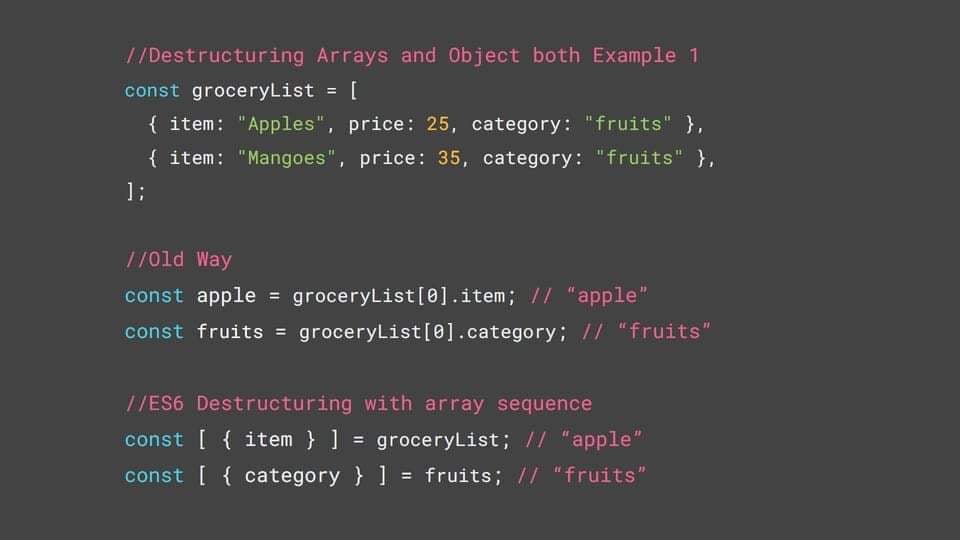 //Destructuring Arrays and Object both Example 1
const groceryList = [
  { item: "Apples", price: 25, category: "fruits" },
  { item: "Mangoes", price: 35, category: "fruits" },
];
//Old Way
const apple = groceryList[0].item; // “apple”
const fruits = groceryList[0].category; // “fruits”
//ES6 Destructuring with array sequence
const [ { item } ] = groceryList; // “apple”
const [ { category } ] = fruits; // “fruits”